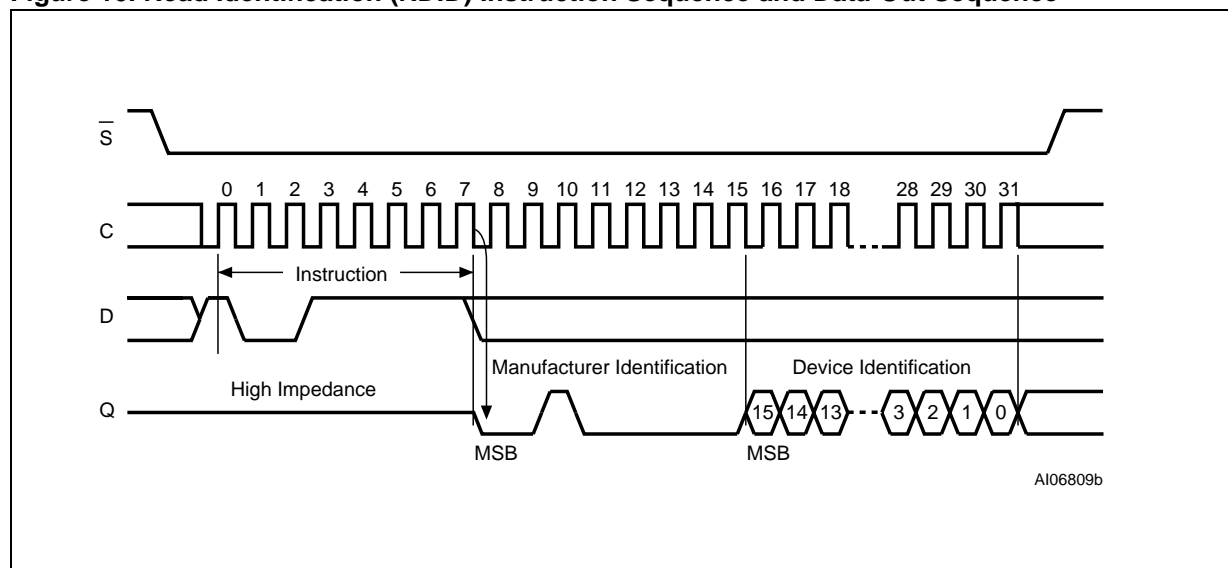 Figure 10. Read Identification (RDID) Instruction Sequence and Data-Out Sequence
S
0 1 2 3 4 5 6 7 8 9 10 11 12 13 14 15 16 17 18 28 29 30 31
C
Instruction
D
Manufacturer Identification Device Identification
High Impedance
Q 15 14 13 3 2 1 0
MSB MSB
AI06809b